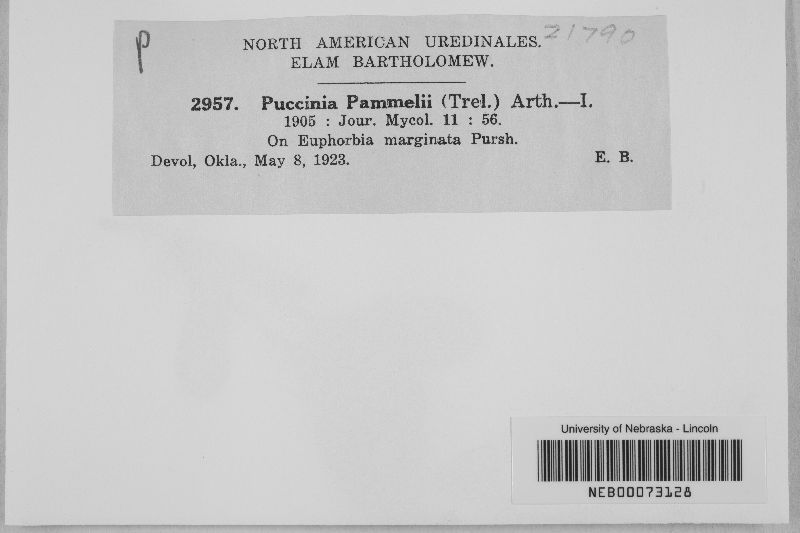 p
21790
NORTH AMERICAN UREDINALES.
ELAM BARTHOLOMEW.
2957. Puccinia Pammelii (Trel.) Arth.—I.
1905 : Jour. Mycol. 11 : 56.
On Euphorbia marginata Pursh.
Devol, Okla., May 8, 1923. E. B.
University of Nebraska - Lincoln
NEB00073128